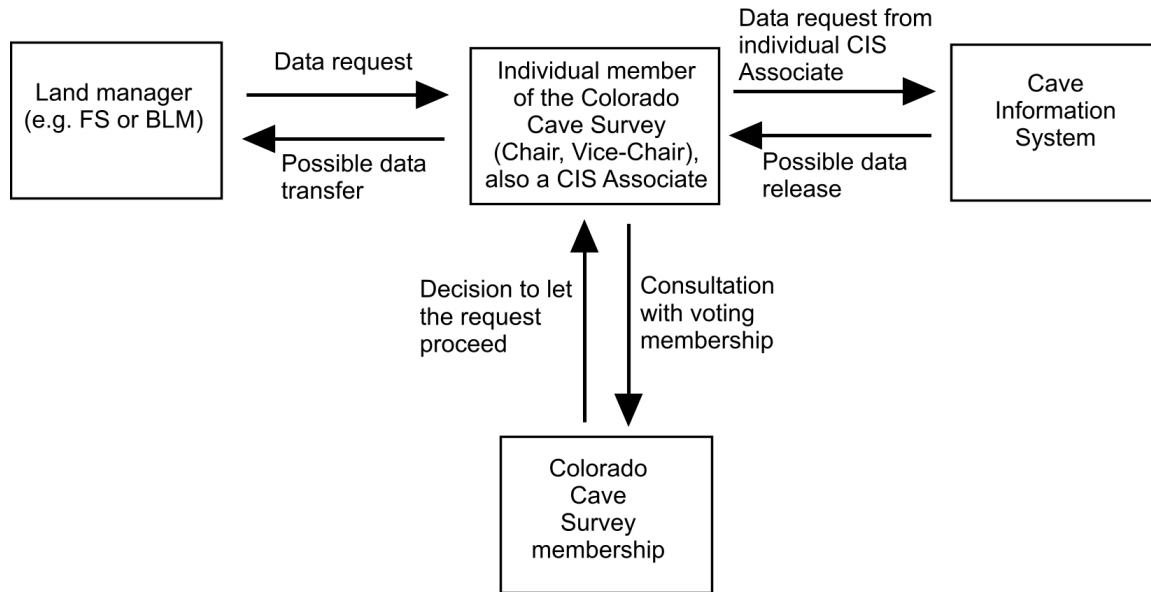 Land manager
(e.g. FS or BLM)
Data request
Possible data
transfer
Individual member
of the Colorado
Cave Survey
(Chair, Vice-Chair),
also a CIS Associate
Data request from
individual CIS
Associate
Possible data
release
Cave
Information
System
Decision to let
the request
proceed
Consultation
with voting
membership
Colorado
Cave
Survey
membership